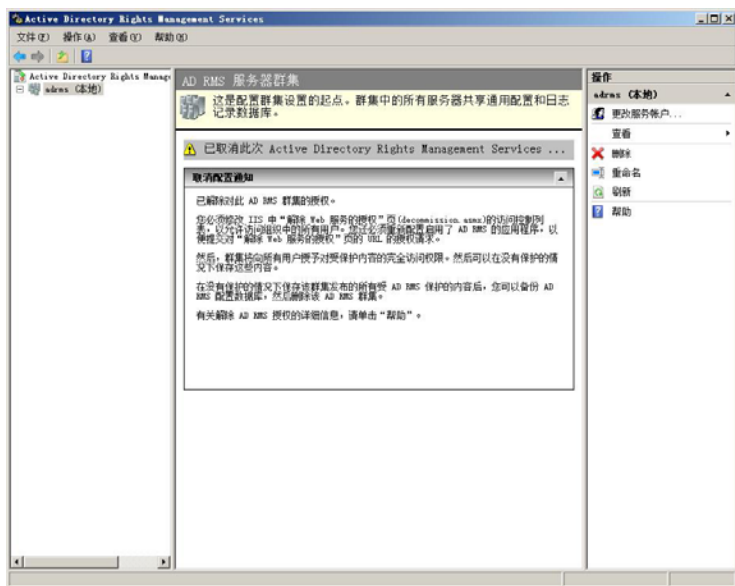 Active Directory Rights Management Services
文件(F) 操作(A) 查看(V) 帮助(H)
Active Directory Rights Manage
adrms (本地)
AD RMS 服务器群集
这是配置群集设置的起点。群集中的所有服务器共享通用配置和日
志记录数据库。
已取消此次 Active Directory Rights Management Services ...
取消配置通知
已解除对此 AD RMS 群集的授权。
您必须修改 IIS 中“解除 Web 服务的授权”页(decommission.asmx)的访问控制列
表，以允许访问组织中的所有用户。您还必须重新配置启用了 AD RMS 的应用程序，以
便提交对“解除 Web 服务的授权”页的 URL 的授权请求。
然后，群集将向所有用户授予对受保护内容的完全访问权限。然后可以在没有保护的情
况下保存这些内容。
在没有保护的情况下保存该群集发布的所有受 AD RMS 保护的内容后，您可以备份 AD
RMS 配置数据库，然后删除该 AD RMS 群集。
有关解除 AD RMS 授权的详细信息，请单击“帮助”。
操作
adrms (本地)
更改服务帐户...
查看
删除
重命名
刷新
帮助